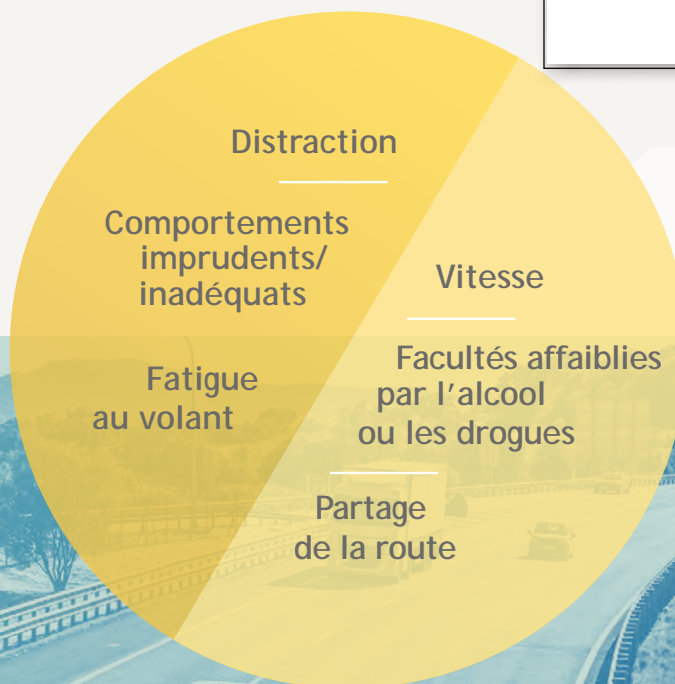 Distraction
Comportements
imprudents/
inadéquats
Fatigue
au volant
Vitesse
Facultés affaiblies
par l’alcool
ou les drogues
Partage
de la route